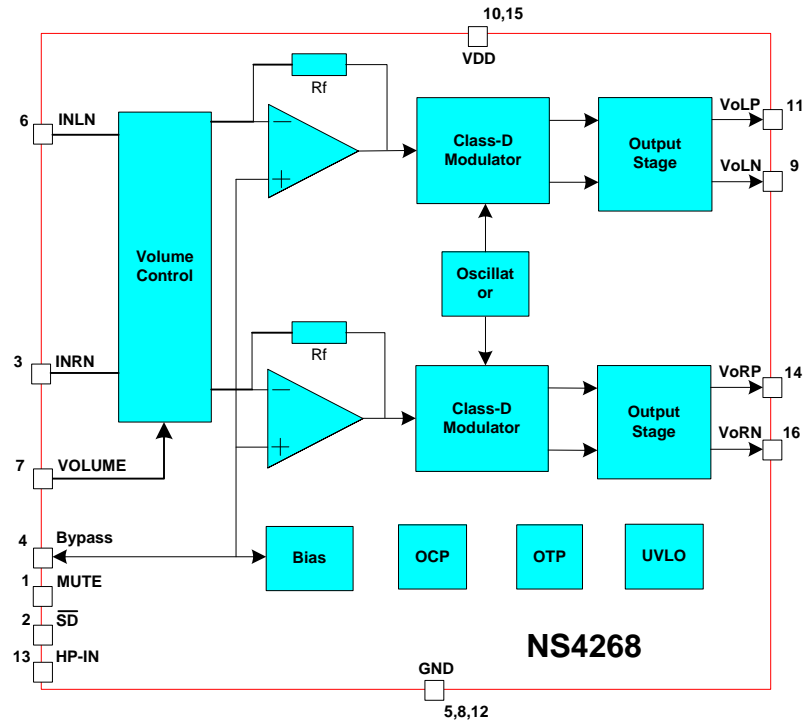 10,15
VDD
Rf
6
INLN
Volume
Control
Class-D
Modulator
Output
Stage
VoLP
11
VoLN
9
Oscillat
or
3
INRN
Rf
7
VOLUME
Class-D
Modulator
Output
Stage
VoRP
14
VoRN
16
4
Bypass
Bias
OCP
OTP
UVLO
1
MUTE
2
SD
13
HP-IN
NS4268
GND
5,8,12